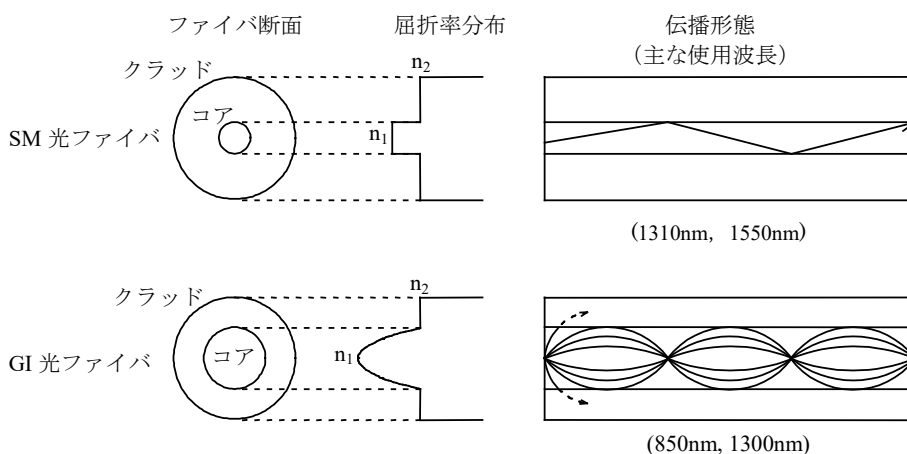 ファイバ断面
屈折率分布
伝播形態
（主な使用波長）
クラッド
n2
コア
n1
SM 光ファイバ
(1310nm, 1550nm)
クラッド
n2
コア
n1
GI 光ファイバ
(850nm, 1300nm)